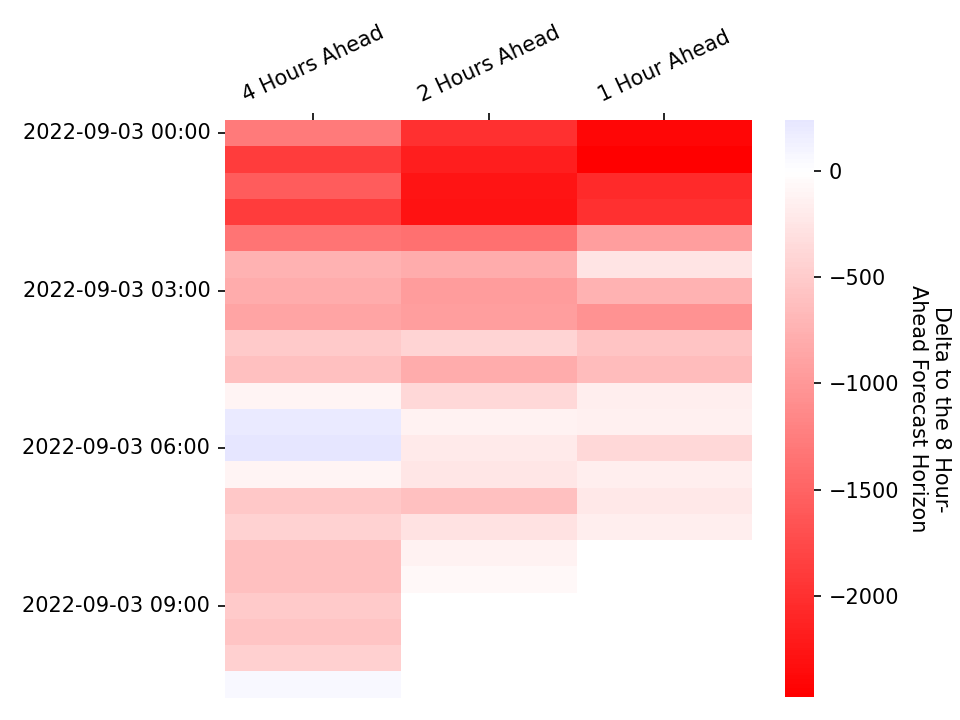 4 Hours Ahead
2 Hours Ahead
1 Hour Ahead
2022-09-03 00:00
2022-09-03 03:00
2022-09-03 06:00
2022-09-03 09:00
0
−500
−1000
−1500
−2000
Delta to the 8 Hour-
Ahead Forecast Horizon